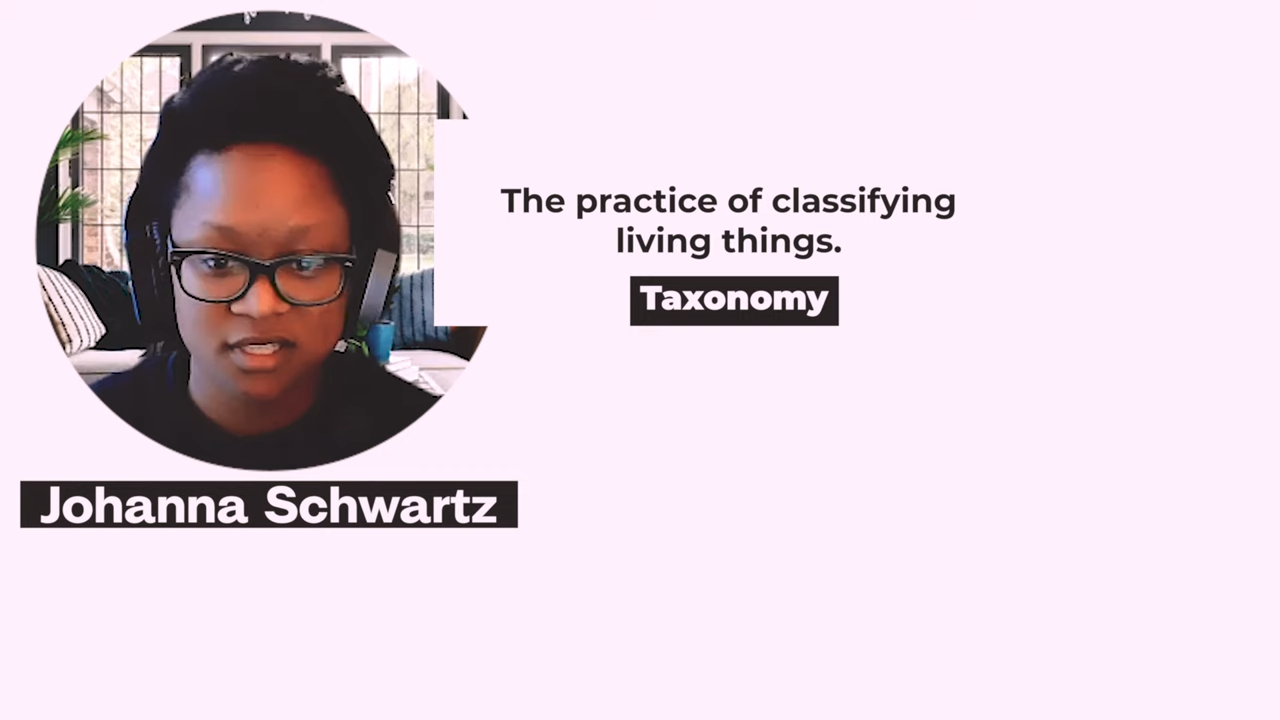 The practice of classifying
living things.
Taxonomy
Johanna Schwartz